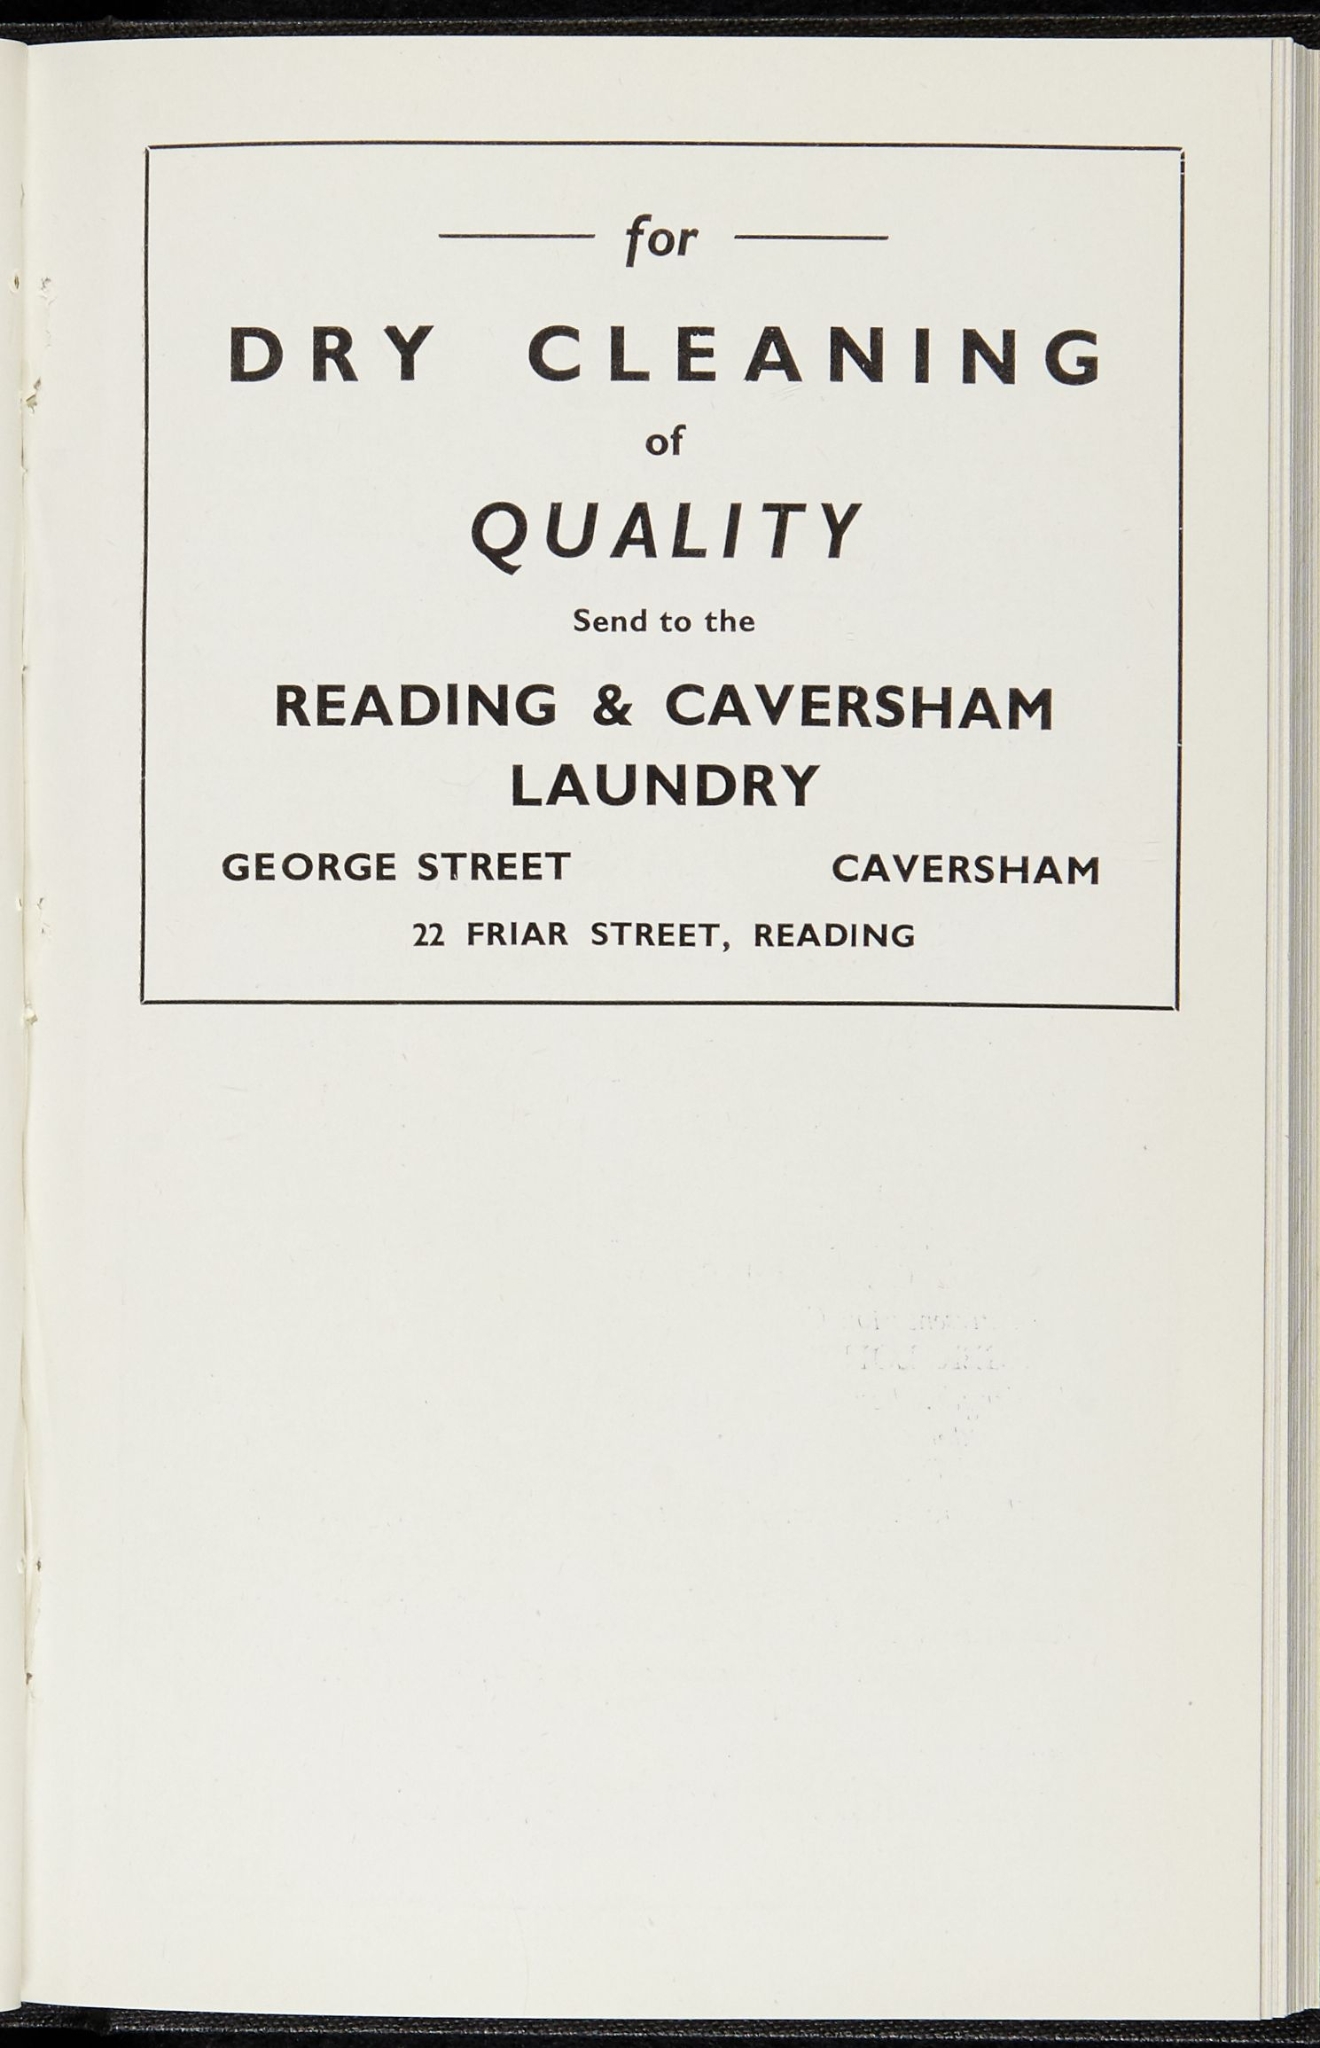 for
DRY CLEANING
of
QUALITY
Send to the
READING & CAVERSHAM
LAUNDRY
GEORGE STREET CAVERSHAM
22 FRIAR STREET, READING